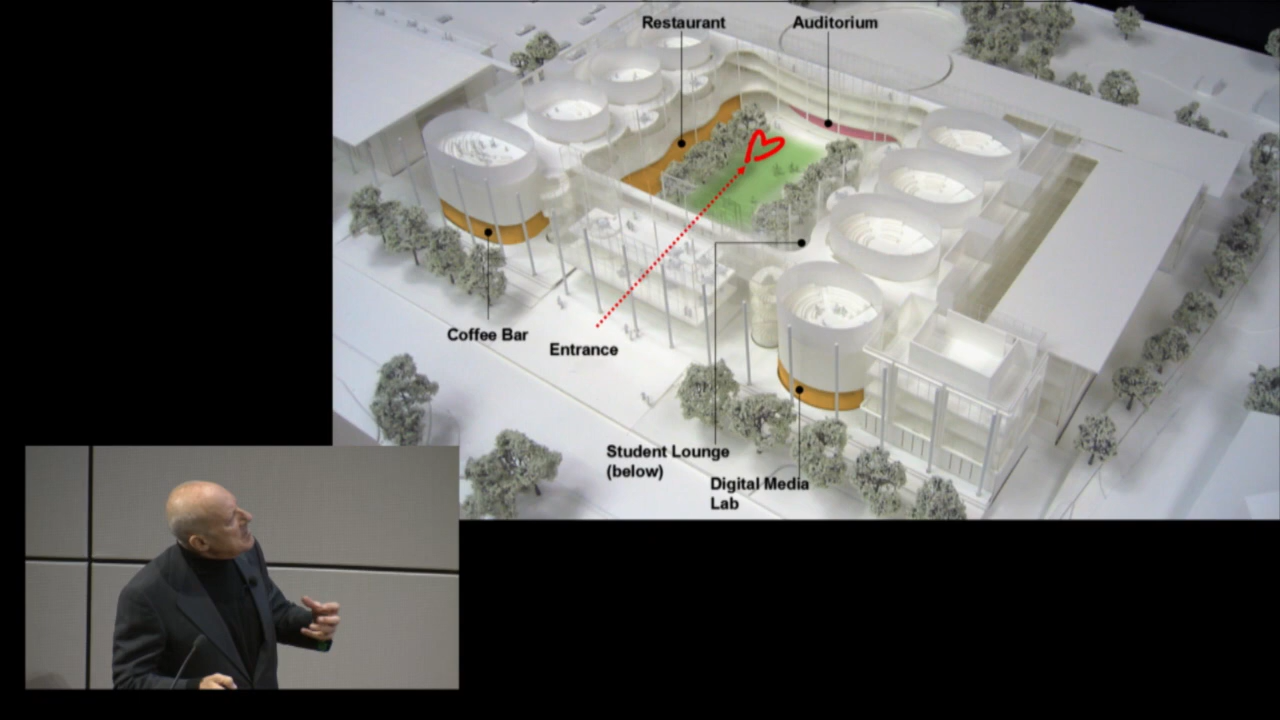 Restaurant
Auditorium
Coffee Bar
Entrance
Student Lounge
(below)
Digital Media
Lab